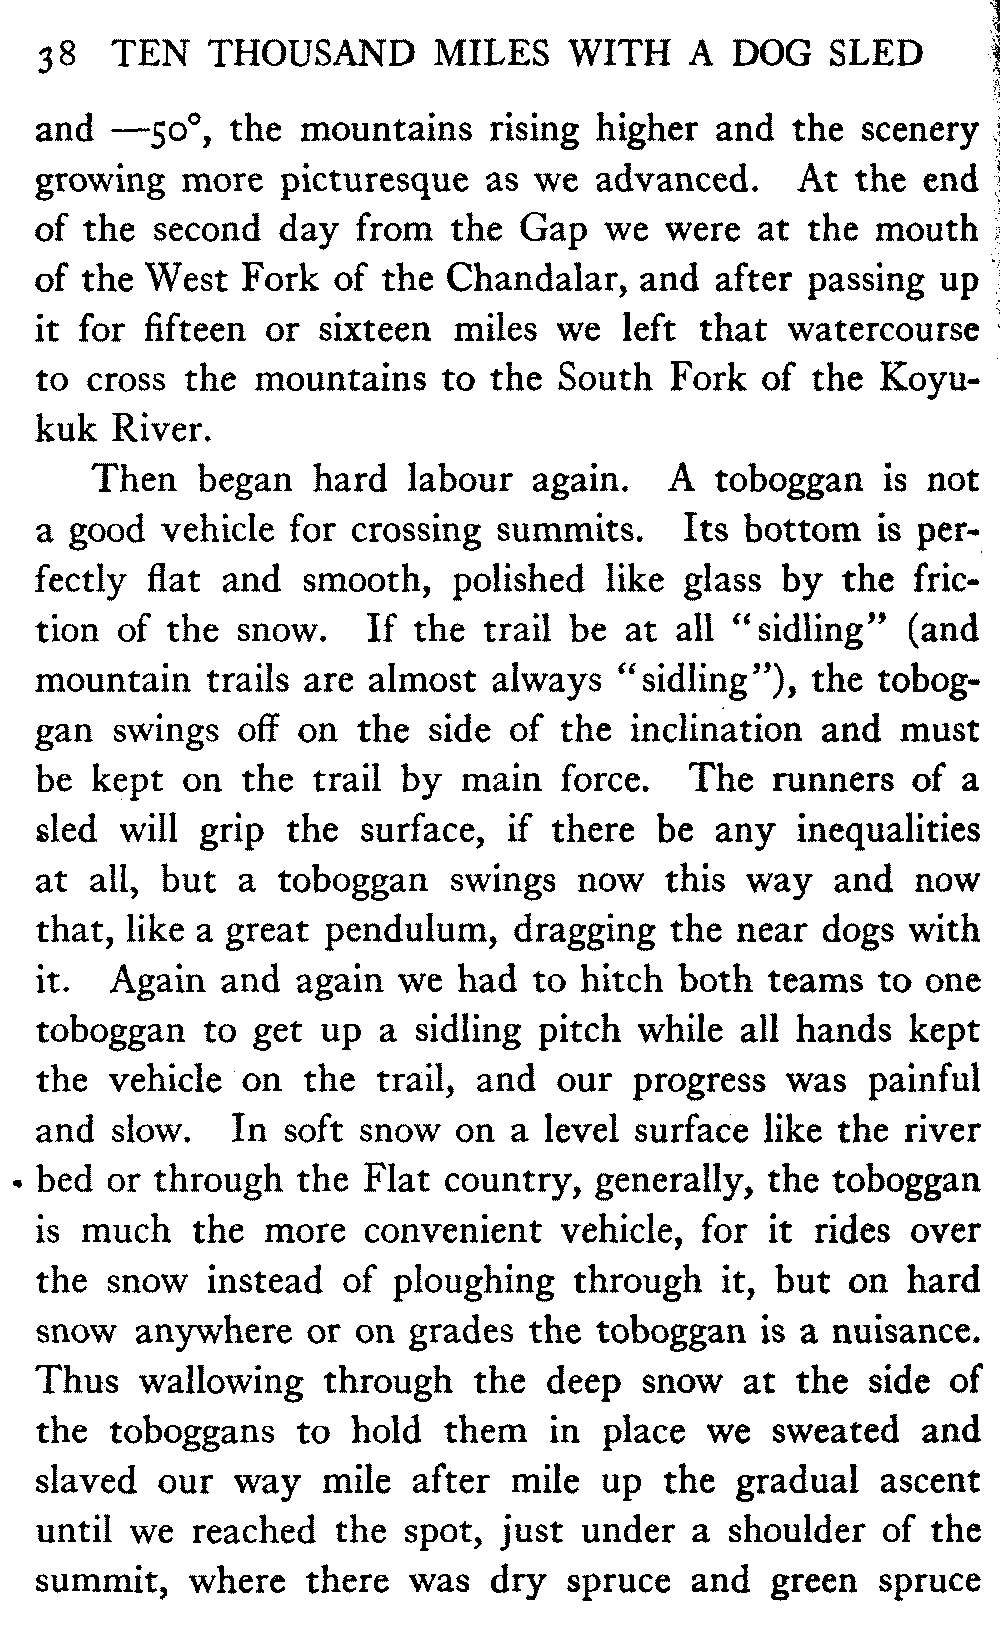 38 TEN THOUSAND MILES WITH A DOG SLED
and —50°, the mountains rising higher and the scenery
growing more picturesque as we advanced. At the end
of the second day from the Gap we were at the mouth
of the West Fork of the Chandalar, and after passing up
it for fifteen or sixteen miles we left that watercourse
to cross the mountains to the South Fork of the Koyu-
kuk River.
Then began hard labour again. A toboggan is not
a good vehicle for crossing summits. Its bottom is per-
fectly flat and smooth, polished like glass by the fric-
tion of the snow. If the trail be at all “sidling” (and
mountain trails are almost always “sidling”), the tobog-
gan swings off on the side of the inclination and must
be kept on the trail by main force. The runners of a
sled will grip the surface, if there be any inequalities
at all, but a toboggan swings now this way and now
that, like a great pendulum, dragging the near dogs with
it. Again and again we had to hitch both teams to one
toboggan to get up a sidling pitch while all hands kept
the vehicle on the trail, and our progress was painful
and slow. In soft snow on a level surface like the river
bed or through the Flat country, generally, the toboggan
is much the more convenient vehicle, for it rides over
the snow instead of ploughing through it, but on hard
snow anywhere or on grades the toboggan is a nuisance.
Thus wallowing through the deep snow at the side of
the toboggans to hold them in place we sweated and
slaved our way mile after mile up the gradual ascent
until we reached the spot, just under a shoulder of the
summit, where there was dry spruce and green spruce